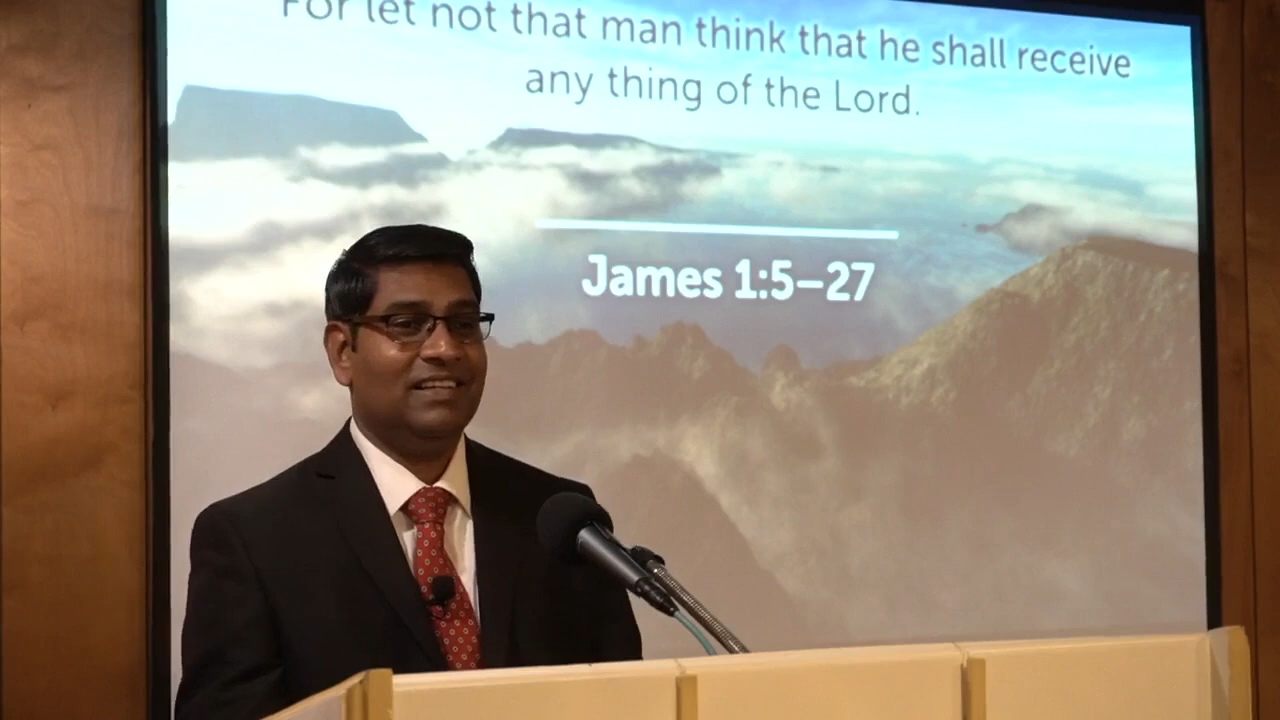 For let not that man think that he shall receive
any thing of the Lord.
James 1:5–27